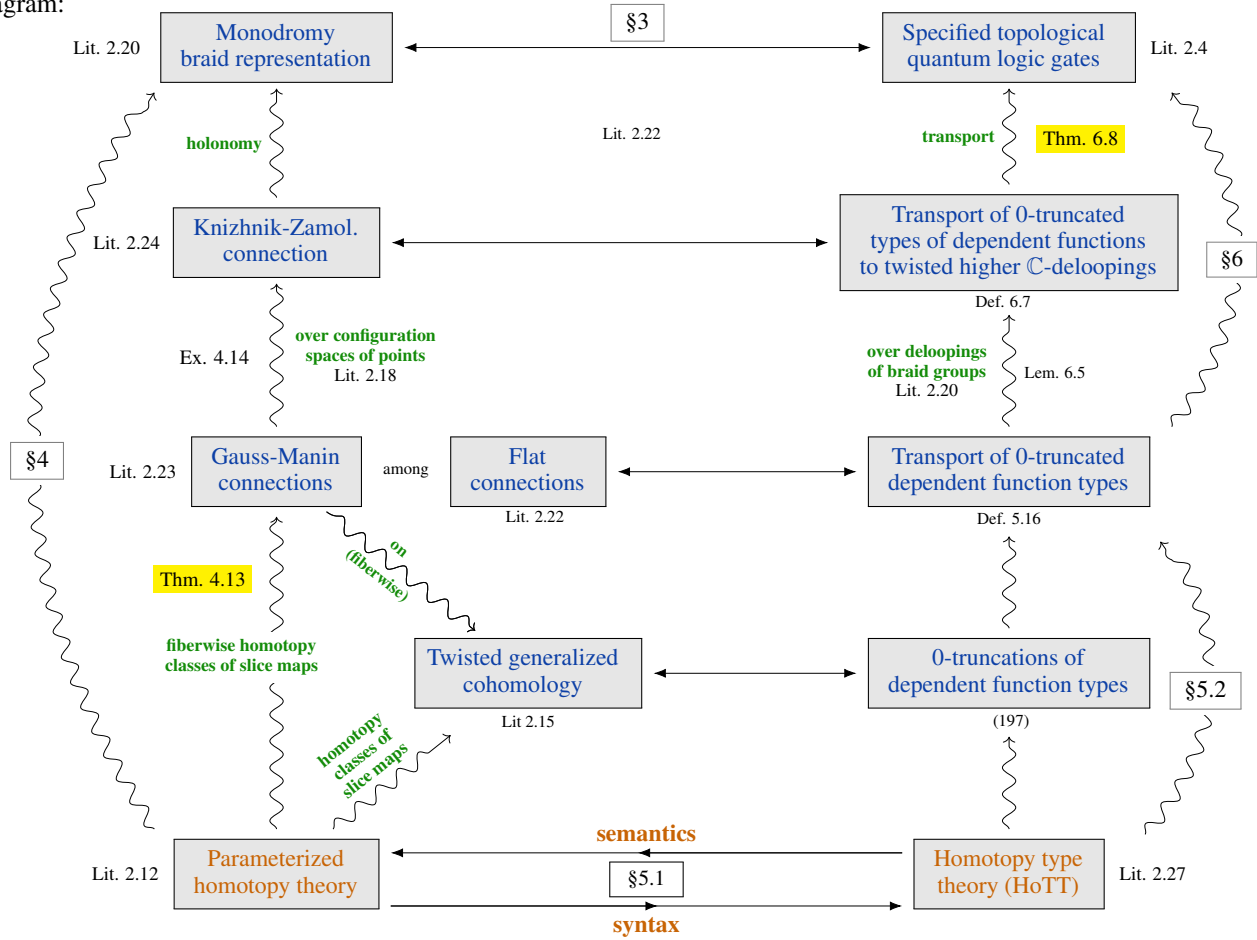 agram:
§3
Lit. 2.20
Monodromy
braid representation
Specified topological
quantum logic gates
Lit. 2.4
holonomy
Lit. 2.22
transport
Thm. 6.8
Lit. 2.24
Knizhnik-Zamol.
connection
Transport of 0-truncated
types of dependent functions
to twisted higher ℂ-deloopings
Def. 6.7
§6
Ex. 4.14
over configuration
spaces of points
Lit. 2.18
over deloopings
of braid groups
Lit. 2.20
Lem. 6.5
§4
Lit. 2.23
Gauss-Manin
connections
among
Flat
connections
Lit. 2.22
Transport of 0-truncated
dependent function types
Def. 5.16
on
(fiberwise)
Thm. 4.13
fiberwise homotopy
classes of slice maps
Twisted generalized
cohomology
Lit 2.15
0-truncations of
dependent function types
(197)
§5.2
homotopy
classes of
slice maps
semantics
Lit. 2.12
Parameterized
homotopy theory
§5.1
Homotopy type
theory (HoTT)
Lit. 2.27
syntax